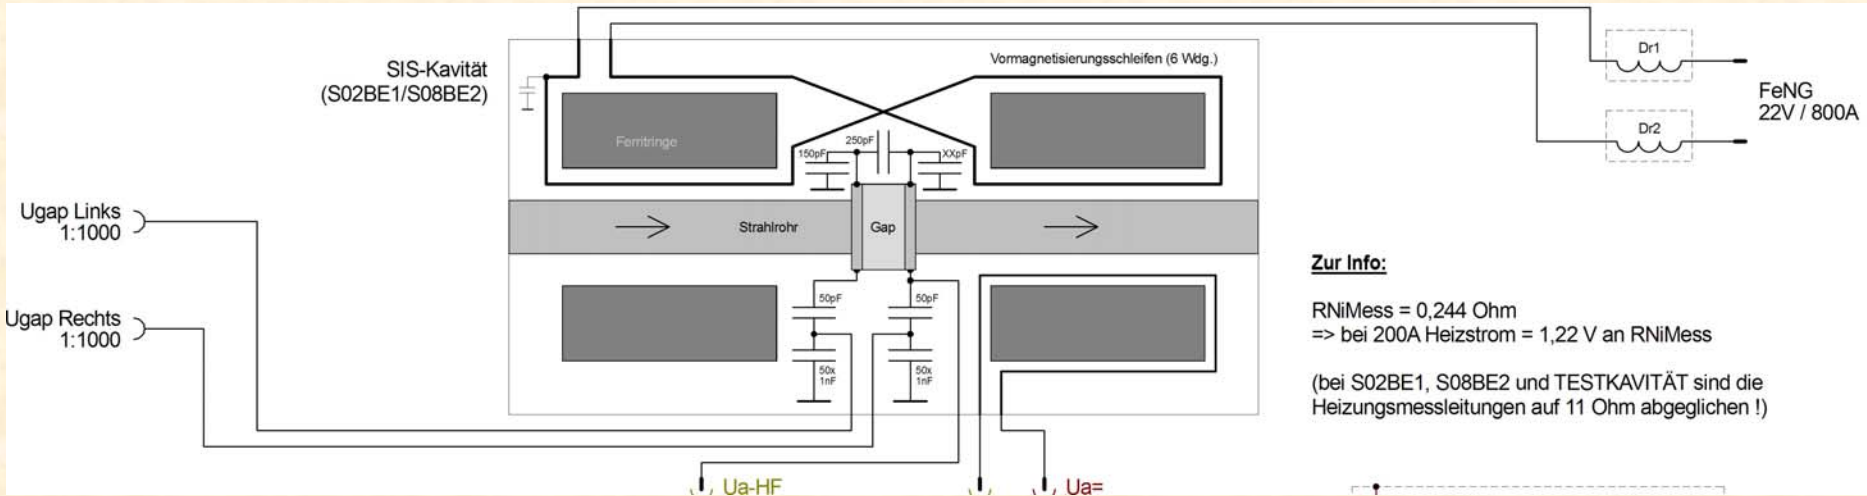 SIS-Kavität
(S02BE1/S08BE2)
Vormagnetisierungsschleifen (6 Wdg.)
Dr1
FeNG
22V / 800A
Dr2
Ferritringe
250pF
150pF
XXpF
Ugap Links
1:1000
Strahlrohr
Gap
Ugap Rechts
1:1000
50pF
50pF
50x
1nF
50x
1nF
Zur Info:
RNiMess = 0,244 Ohm
=> bei 200A Heizstrom = 1,22 V an RNiMess
(bei S02BE1, S08BE2 und TESTKAVITÄT sind die
Heizungsmessleitungen auf 11 Ohm abgeglichen !)
Ua-HF
Ua=